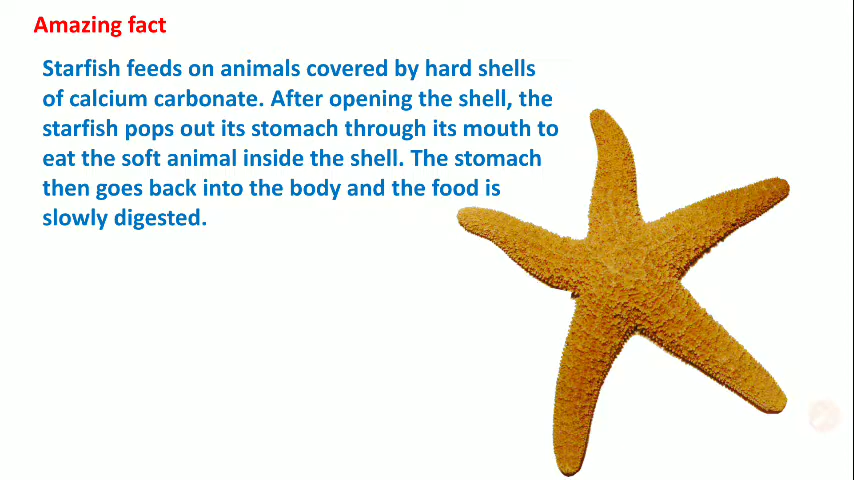 Amazing fact
Starfish feeds on animals covered by hard shells
of calcium carbonate. After opening the shell, the
starfish pops out its stomach through its mouth to
eat the soft animal inside the shell. The stomach
then goes back into the body and the food is
slowly digested.